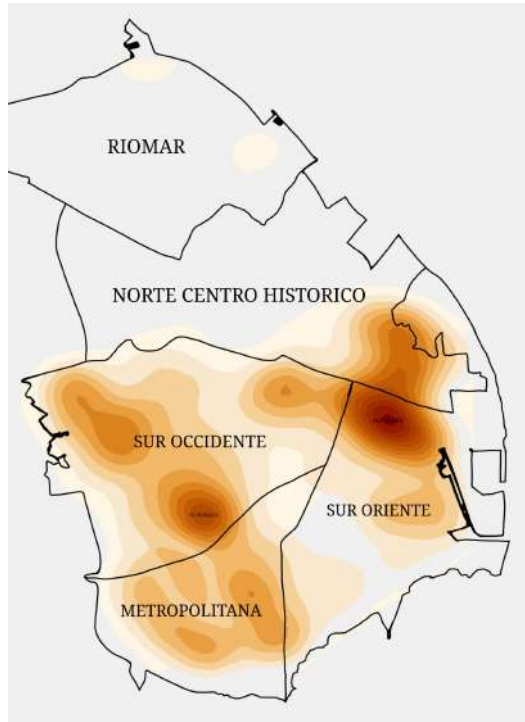 RIOMAR
NORTE CENTRO HISTORICO
SUR OCCIDENTE
SUR ORIENTE
METROPOLITANA